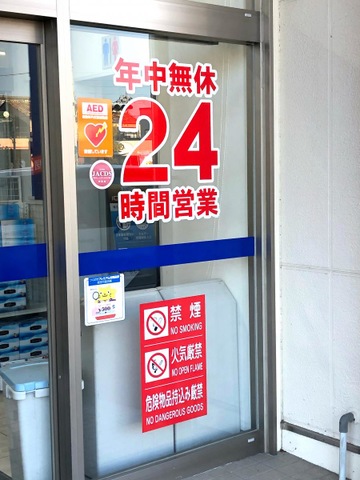 年中無休
24
時間営業
AED
JACDS
禁煙
NO SMOKING
火気厳禁
NO OPEN FLAME
危険物品持込み厳禁
NO DANGEROUS GOODS